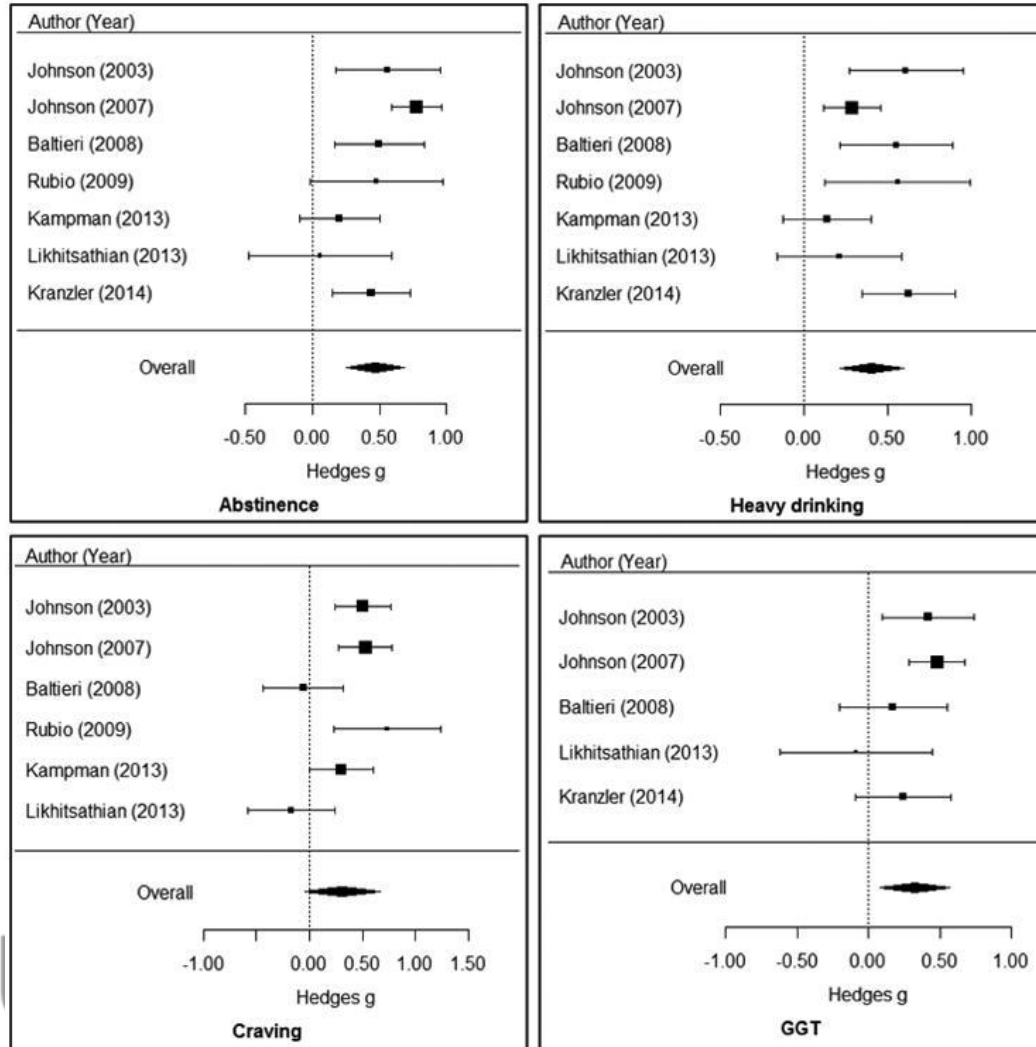 Author (Year)
Johnson (2003)
Johnson (2007)
Baltieri (2008)
Rubio (2009)
Kampman (2013)
Likhitsathian (2013)
Kranzler (2014)
Overall
-0.50 0.00 0.50 1.00
Hedges g
Abstinence
Author (Year)
Johnson (2003)
Johnson (2007)
Baltieri (2008)
Rubio (2009)
Kampman (2013)
Likhitsathian (2013)
Kranzler (2014)
Overall
-0.50 0.00 0.50 1.00
Hedges g
Heavy drinking
Author (Year)
Johnson (2003)
Johnson (2007)
Baltieri (2008)
Rubio (2009)
Kampman (2013)
Likhitsathian (2013)
Overall
-1.00 0.00 0.50 1.00 1.50
Hedges g
Craving
Author (Year)
Johnson (2003)
Johnson (2007)
Baltieri (2008)
Likhitsathian (2013)
Kranzler (2014)
Overall
-1.00 -0.50 0.00 0.50 1.00
Hedges g
GGT